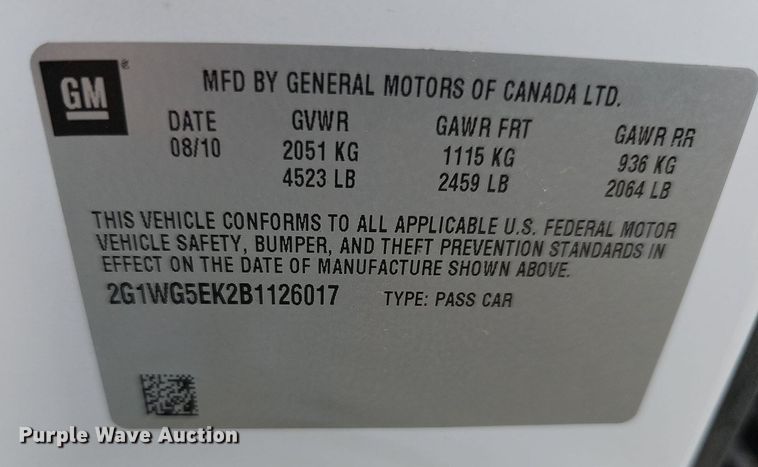 GM®
MFD BY GENERAL MOTORS OF CANADA LTD.
DATE GVWR GAWR FRT GAWR RR
08/10 2051 KG 1115 KG 936 KG
4523 LB 2459 LB 2064 LB
THIS VEHICLE CONFORMS TO ALL APPLICABLE U.S. FEDERAL MOTOR
VEHICLE SAFETY, BUMPER, AND THEFT PREVENTION STANDARDS IN
EFFECT ON THE DATE OF MANUFACTURE SHOWN ABOVE.
2G1WG5EK2B1126017 TYPE: PASS CAR
Purple Wave Auction